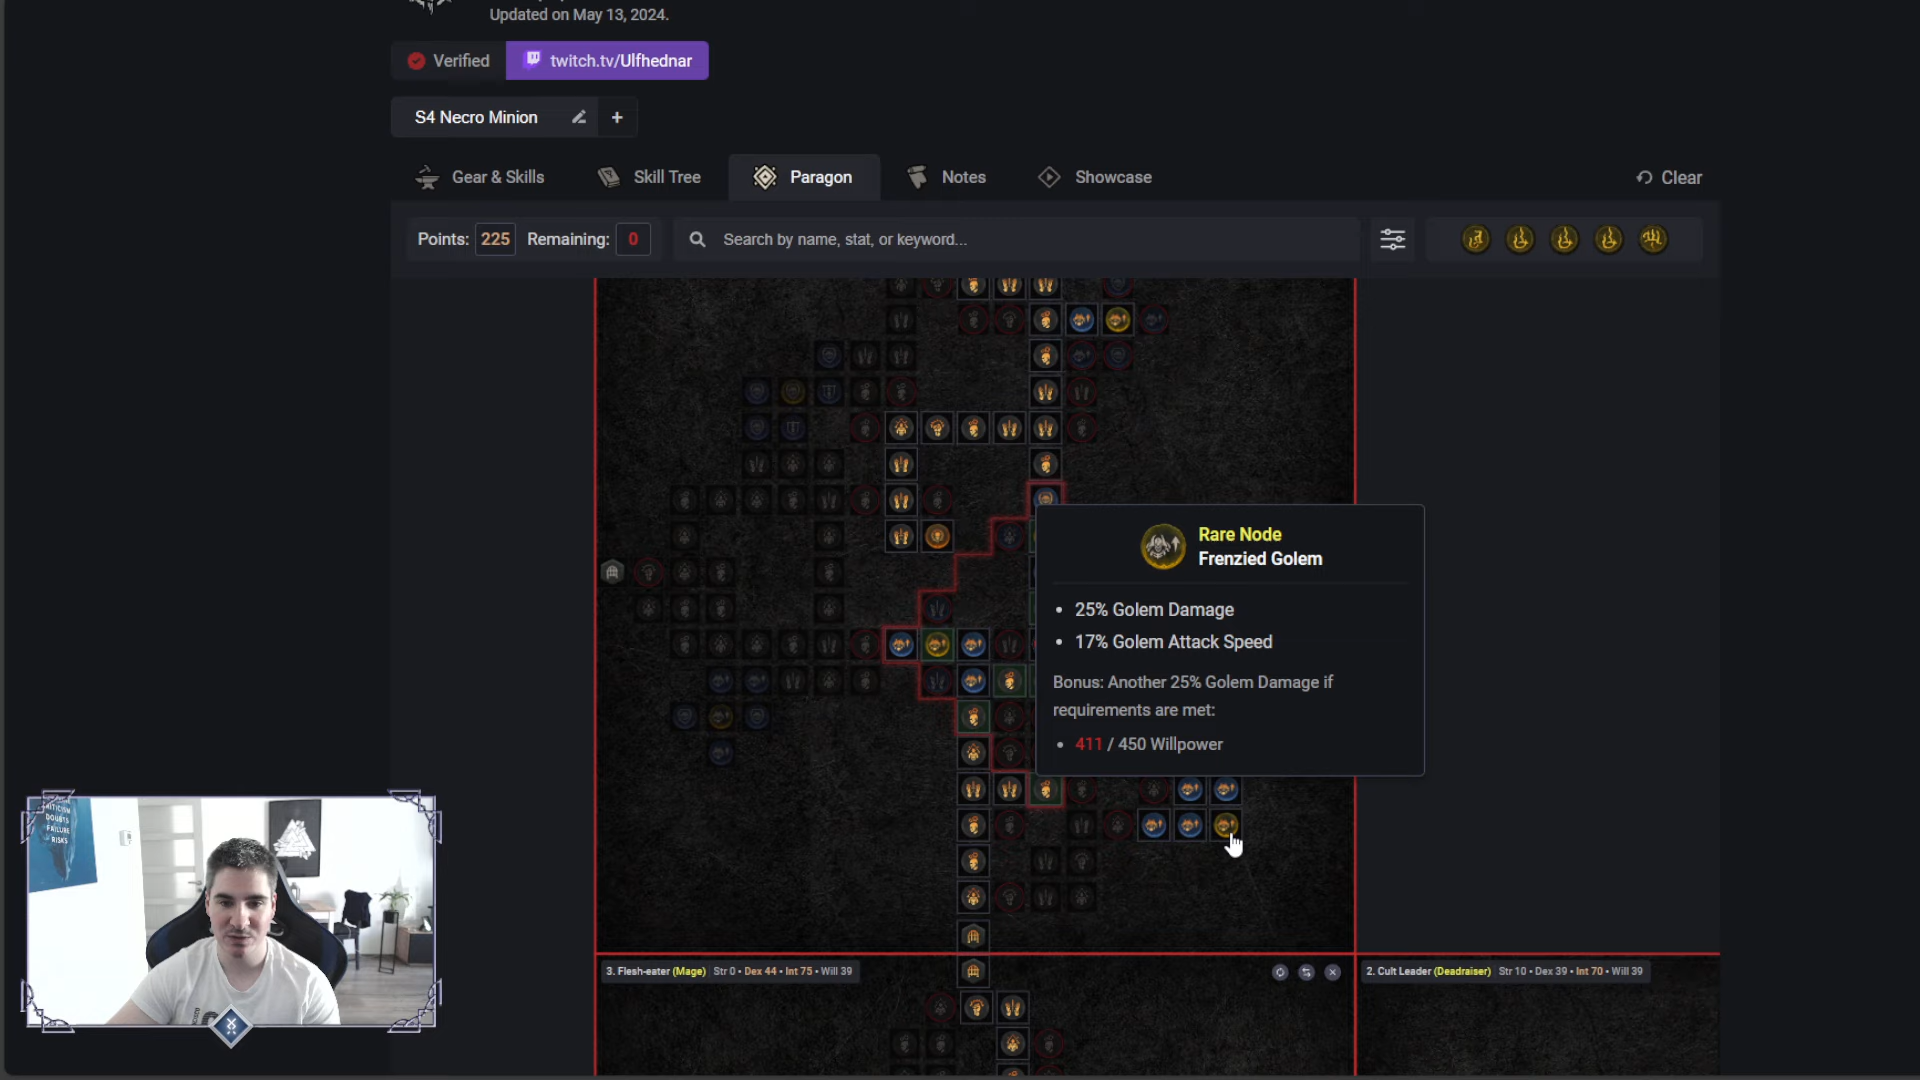 Updated on May 13, 2024.
Verified
twitch.tv/Ulfhednar
S4 Necro Minion
+
Gear & Skills
Skill Tree
Paragon
Notes
Showcase
Clear
Points: 225 Remaining: 0
Search by name, stat, or keyword...
Rare Node
Frenzied Golem
• 25% Golem Damage
• 17% Golem Attack Speed
Bonus: Another 25% Golem Damage if
requirements are met:
• 411 / 450 Willpower
CRITICISM
DOUBTS
FAILURE
RISKS
3. Flesh-eater (Mage) Str 0 • Dex 44 • Int 75 • Will 39
2. Cult Leader (Deadraiser) Str 10 • Dex 39 • Int 70 • Will 39